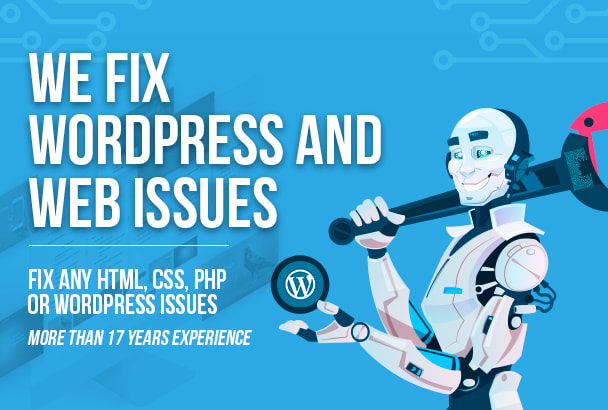 WE FIX
WORDPRESS AND
WEB ISSUES
FIX ANY HTML, CSS, PHP
OR WORDPRESS ISSUES
MORE THAN 17 YEARS EXPERIENCE
W